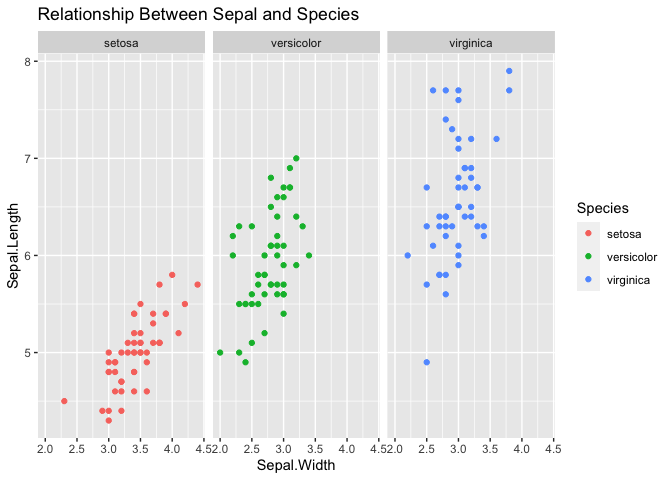 Relationship Between Sepal and Species
setosa versicolor virginica
8
7
6
5
Sepal.Length
2.0 2.5 3.0 3.5 4.0 4.5 2.0 2.5 3.0 3.5 4.0 4.5 2.0 2.5 3.0 3.5 4.0 4.5
Sepal.Width
Species
setosa
versicolor
virginica